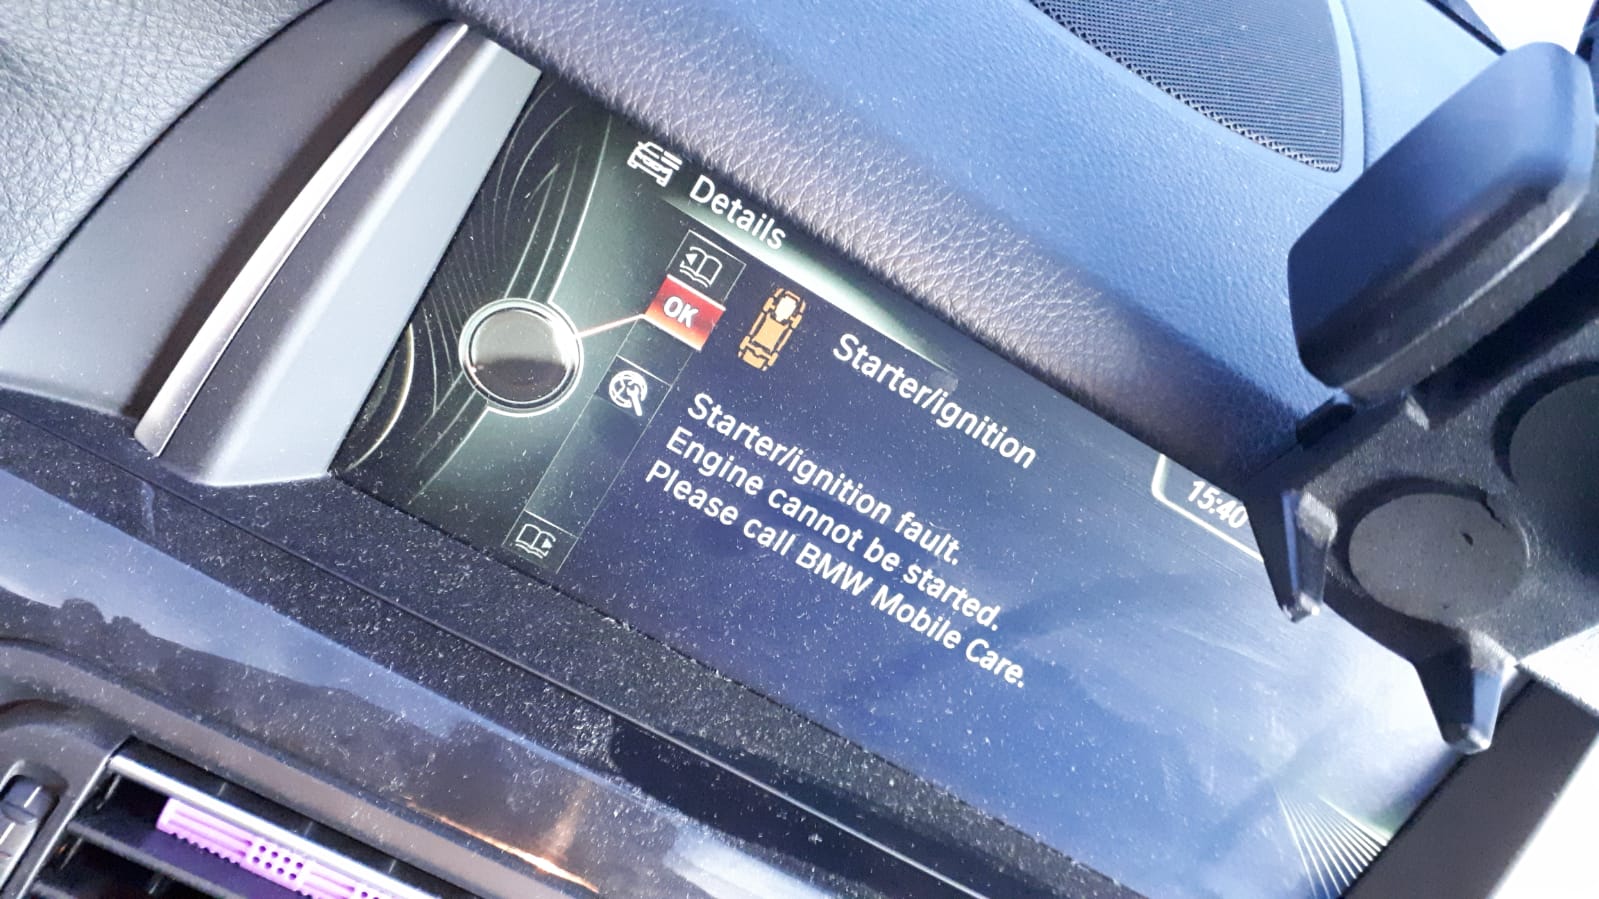 Details
OK
Starter/ignition
15:40
Starter/ignition fault.
Engine cannot be started.
Please call BMW Mobile Care.